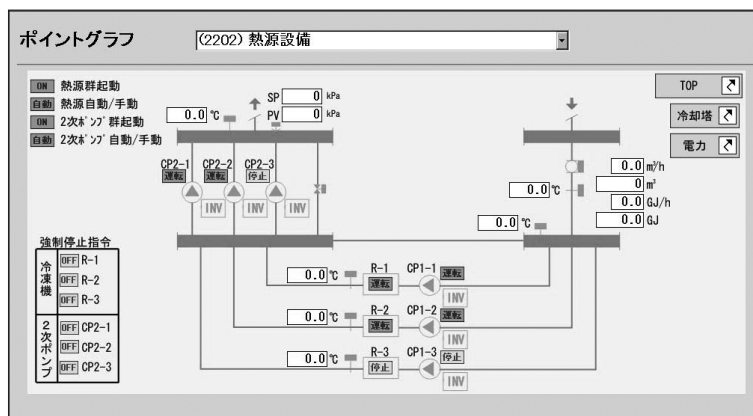 ポイントグラフ
(2202) 熱源設備
ON 熱源群起動
自動 熱源自動/手動
ON 2次ポンプ群起動
自動 2次ポンプ自動/手動
0.0 ℃
SP 0 kPa
PV 0 kPa
TOP
冷却塔
電力
CP2-1 運転
CP2-2 運転
CP2-3 停止
INV
INV
INV
0.0 m³/h
0 m³
0.0 GJ/h
0.0 GJ
0.0 ℃
0.0 ℃
強制停止指令
冷凍機
OFF R-1
OFF R-2
OFF R-3
2次ポンプ
OFF CP2-1
OFF CP2-2
OFF CP2-3
0.0 ℃
R-1
運転
CP1-1
運転
INV
0.0 ℃
R-2
運転
CP1-2
運転
INV
0.0 ℃
R-3
停止
CP1-3
停止
INV